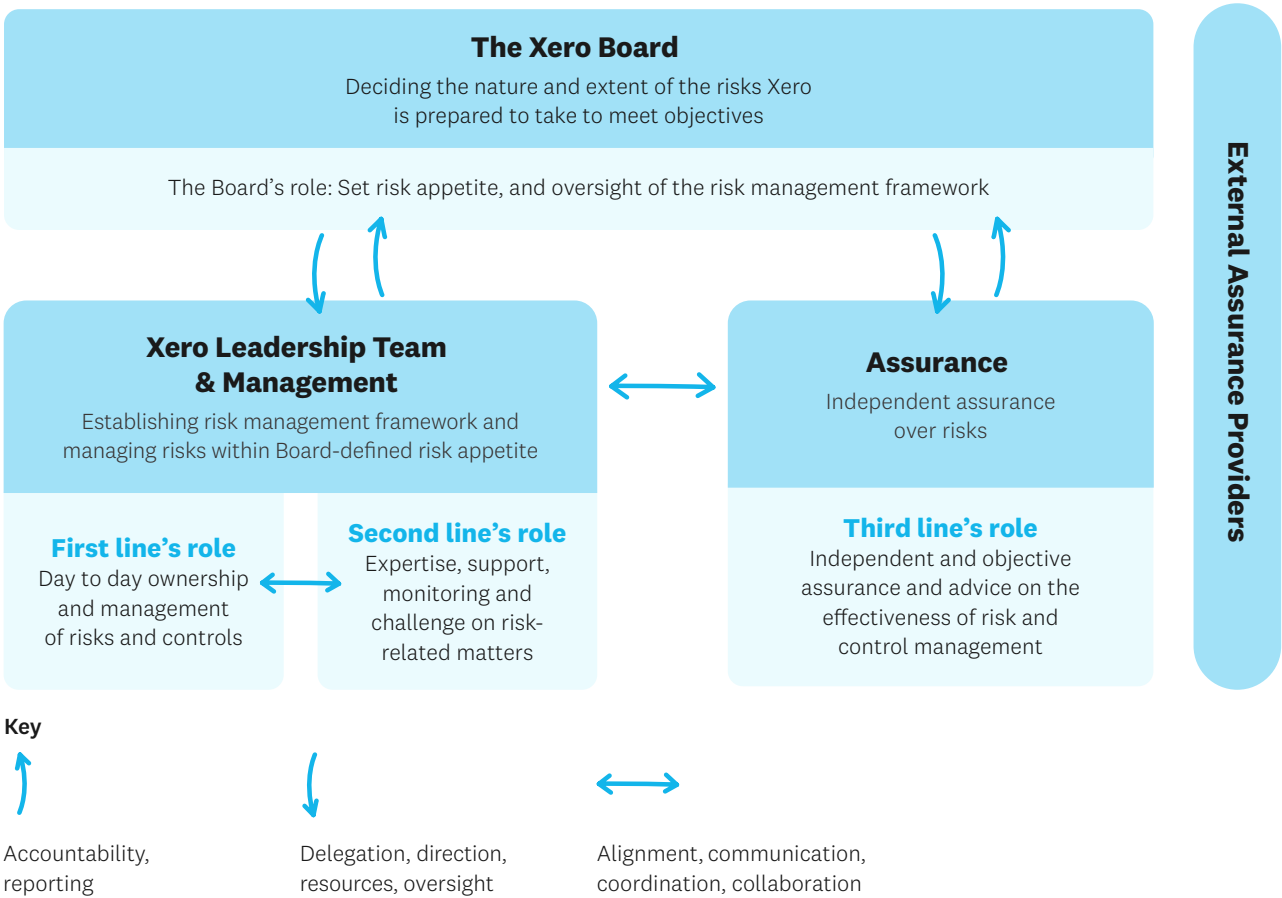 The Xero Board
Deciding the nature and extent of the risks Xero
is prepared to take to meet objectives
The Board’s role: Set risk appetite, and oversight of the risk management framework
Xero Leadership Team
& Management
Establishing risk management framework and
managing risks within Board-defined risk appetite
First line’s role
Day to day ownership
and management
of risks and controls
Second line’s role
Expertise, support,
monitoring and
challenge on risk-
related matters
Assurance
Independent assurance
over risks
Third line’s role
Independent and objective
assurance and advice on the
effectiveness of risk and
control management
External Assurance Providers
Key
Accountability,
reporting
Delegation, direction,
resources, oversight
Alignment, communication,
coordination, collaboration